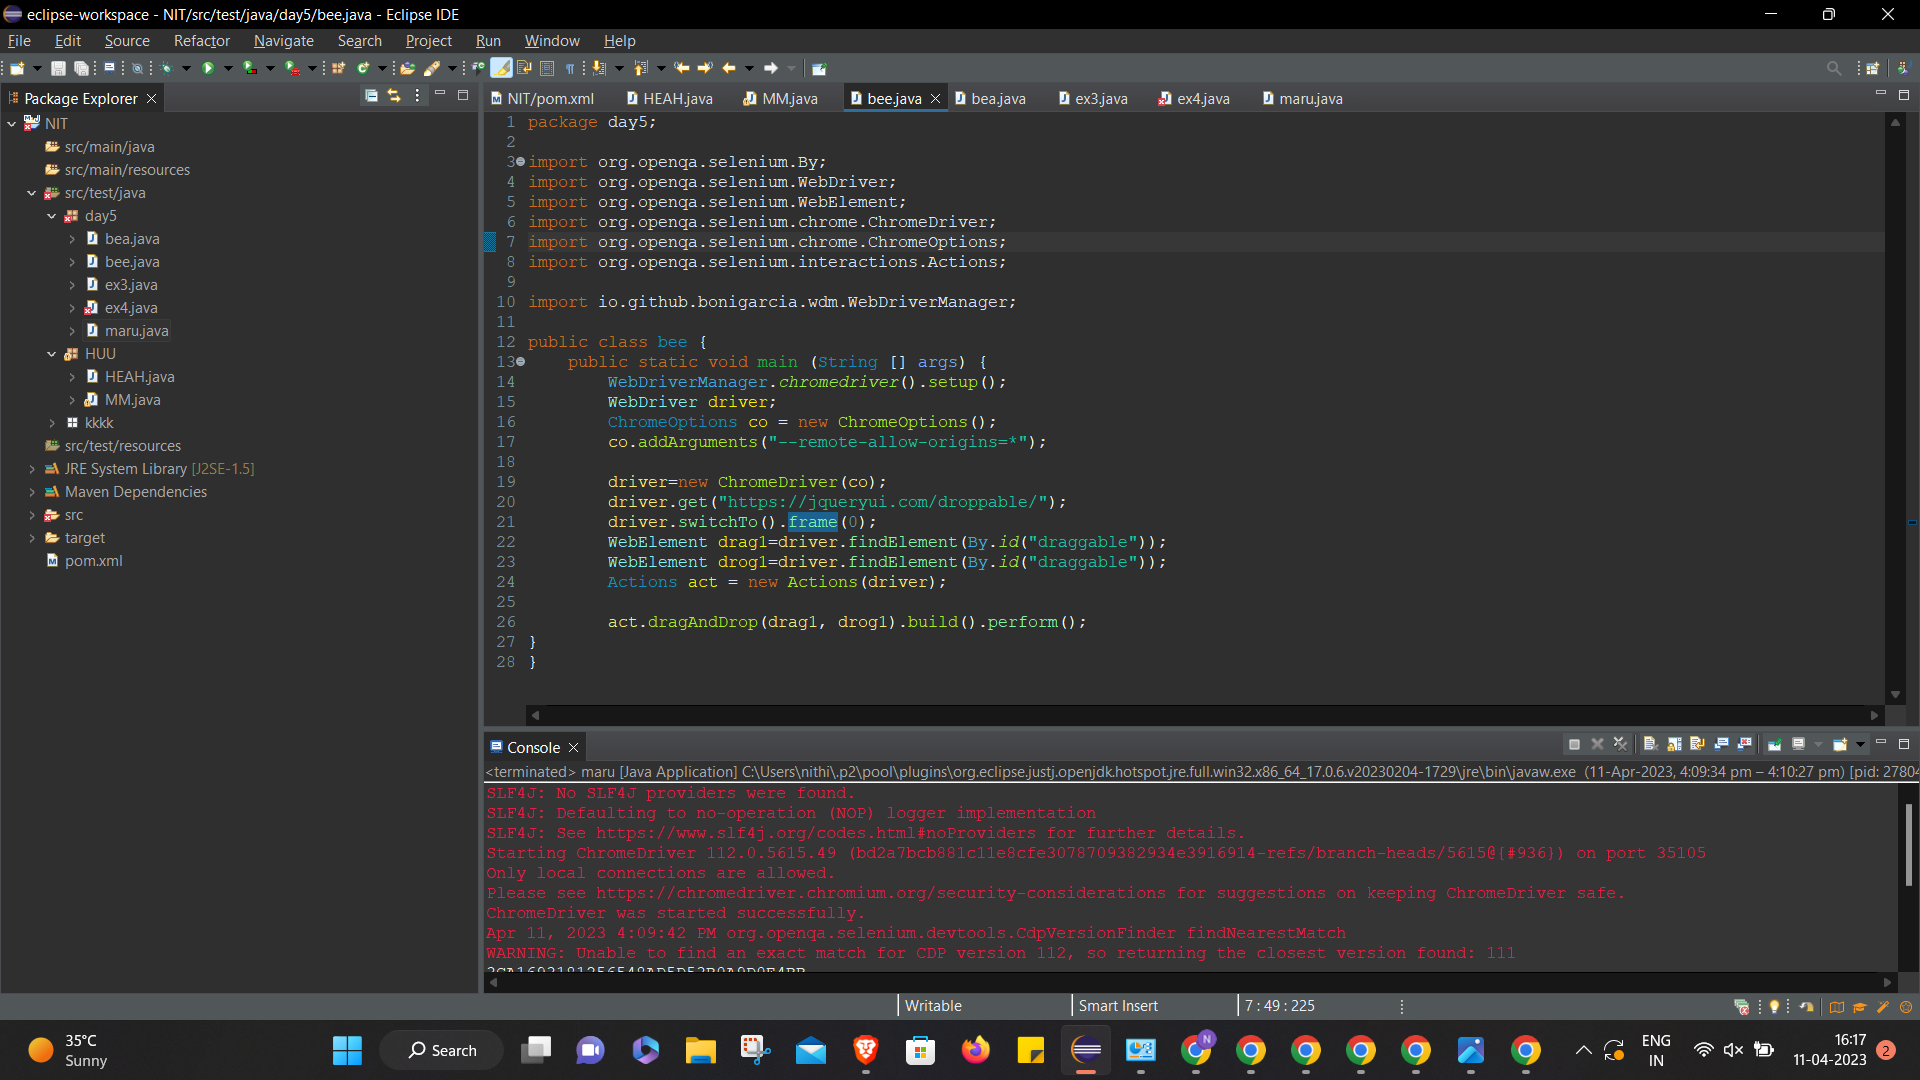 eclipse-workspace - NIT/src/test/java/day5/bee.java - Eclipse IDE
File Edit Source Refactor Navigate Search Project Run Window Help
Package Explorer
NIT
src/main/java
src/main/resources
src/test/java
day5
bea.java
bee.java
ex3.java
ex4.java
maru.java
HUU
HEAH.java
MM.java
kkkk
src/test/resources
JRE System Library [J2SE-1.5]
Maven Dependencies
src
target
pom.xml
NIT/pom.xml HEAH.java MM.java bee.java bea.java ex3.java ex4.java maru.java
1 package day5;
2
3 import org.openqa.selenium.By;
4 import org.openqa.selenium.WebDriver;
5 import org.openqa.selenium.WebElement;
6 import org.openqa.selenium.chrome.ChromeDriver;
7 import org.openqa.selenium.chrome.ChromeOptions;
8 import org.openqa.selenium.interactions.Actions;
9
10 import io.github.bonigarcia.wdm.WebDriverManager;
11
12 public class bee {
13 public static void main (String [] args) {
14 WebDriverManager.chromedriver().setup();
15 WebDriver driver;
16 ChromeOptions co = new ChromeOptions();
17 co.addArguments("--remote-allow-origins=*");
18
19 driver=new ChromeDriver(co);
20 driver.get("https://jqueryui.com/droppable/");
21 driver.switchTo().frame(0);
22 WebElement drag1=driver.findElement(By.id("draggable"));
23 WebElement drog1=driver.findElement(By.id("draggable"));
24 Actions act = new Actions(driver);
25
26 act.dragAndDrop(drag1, drog1).build().perform();
27 }
28 }
Console
<terminated> maru [Java Application] C:\Users\nithi\.p2\pool\plugins\org.eclipse.justj.openjdk.hotspot.jre.full.win32.x86_64_17.0.6.v20230204-1729\jre\bin\javaw.exe (11-Apr-2023, 4:09:34 pm – 4:10:27 pm) [pid: 27804
SLF4J: No SLF4J providers were found.
SLF4J: Defaulting to no-operation (NOP) logger implementation
SLF4J: See https://www.slf4j.org/codes.html#noProviders for further details.
Starting ChromeDriver 112.0.5615.49 (bd2a7bcb881c11e8cfe3078709382934e3916914-refs/branch-heads/5615@{#936}) on port 35105
Only local connections are allowed.
Please see https://chromedriver.chromium.org/security-considerations for suggestions on keeping ChromeDriver safe.
ChromeDriver was started successfully.
Apr 11, 2023 4:09:42 PM org.openqa.selenium.devtools.CdpVersionFinder findNearestMatch
WARNING: Unable to find an exact match for CDP version 112, so returning the closest version found: 111
Writable Smart Insert 7 : 49 : 225
35°C
Sunny
Search
N
ENG
IN
16:17
11-04-2023
2